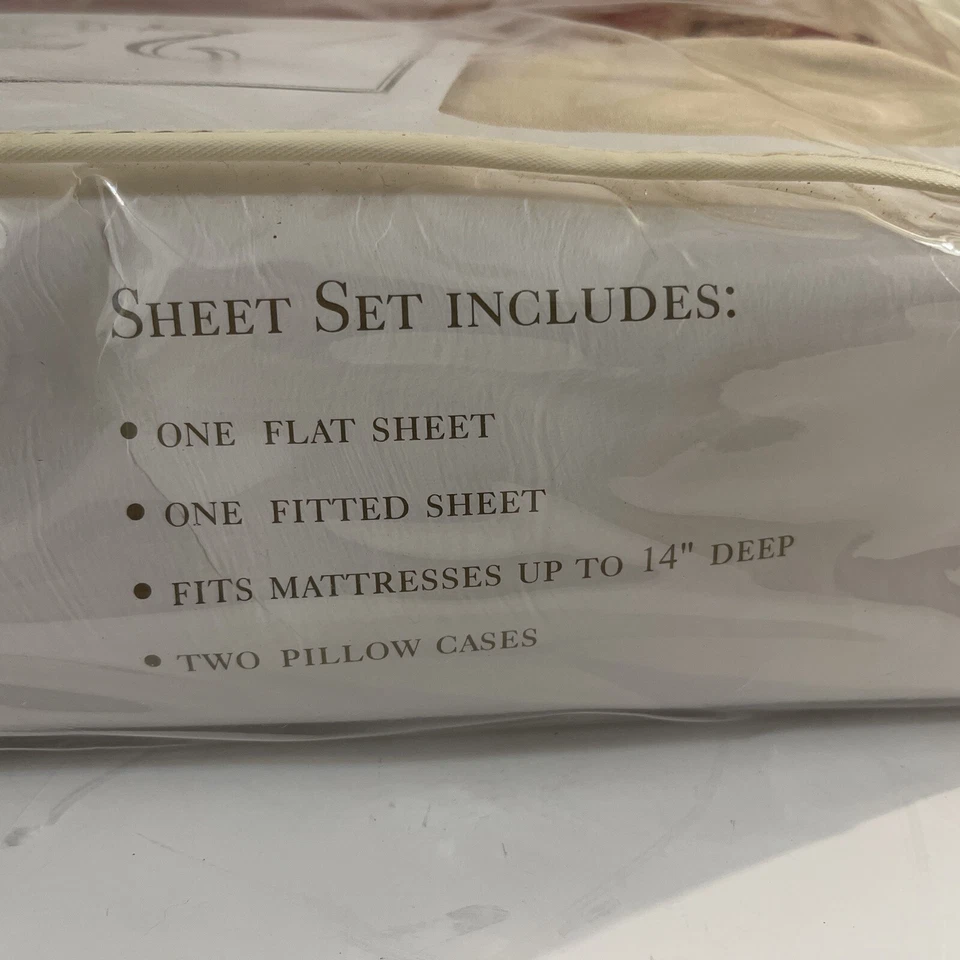 SHEET SET INCLUDES:
• ONE FLAT SHEET
• ONE FITTED SHEET
• FITS MATTRESSES UP TO 14" DEEP
• TWO PILLOW CASES